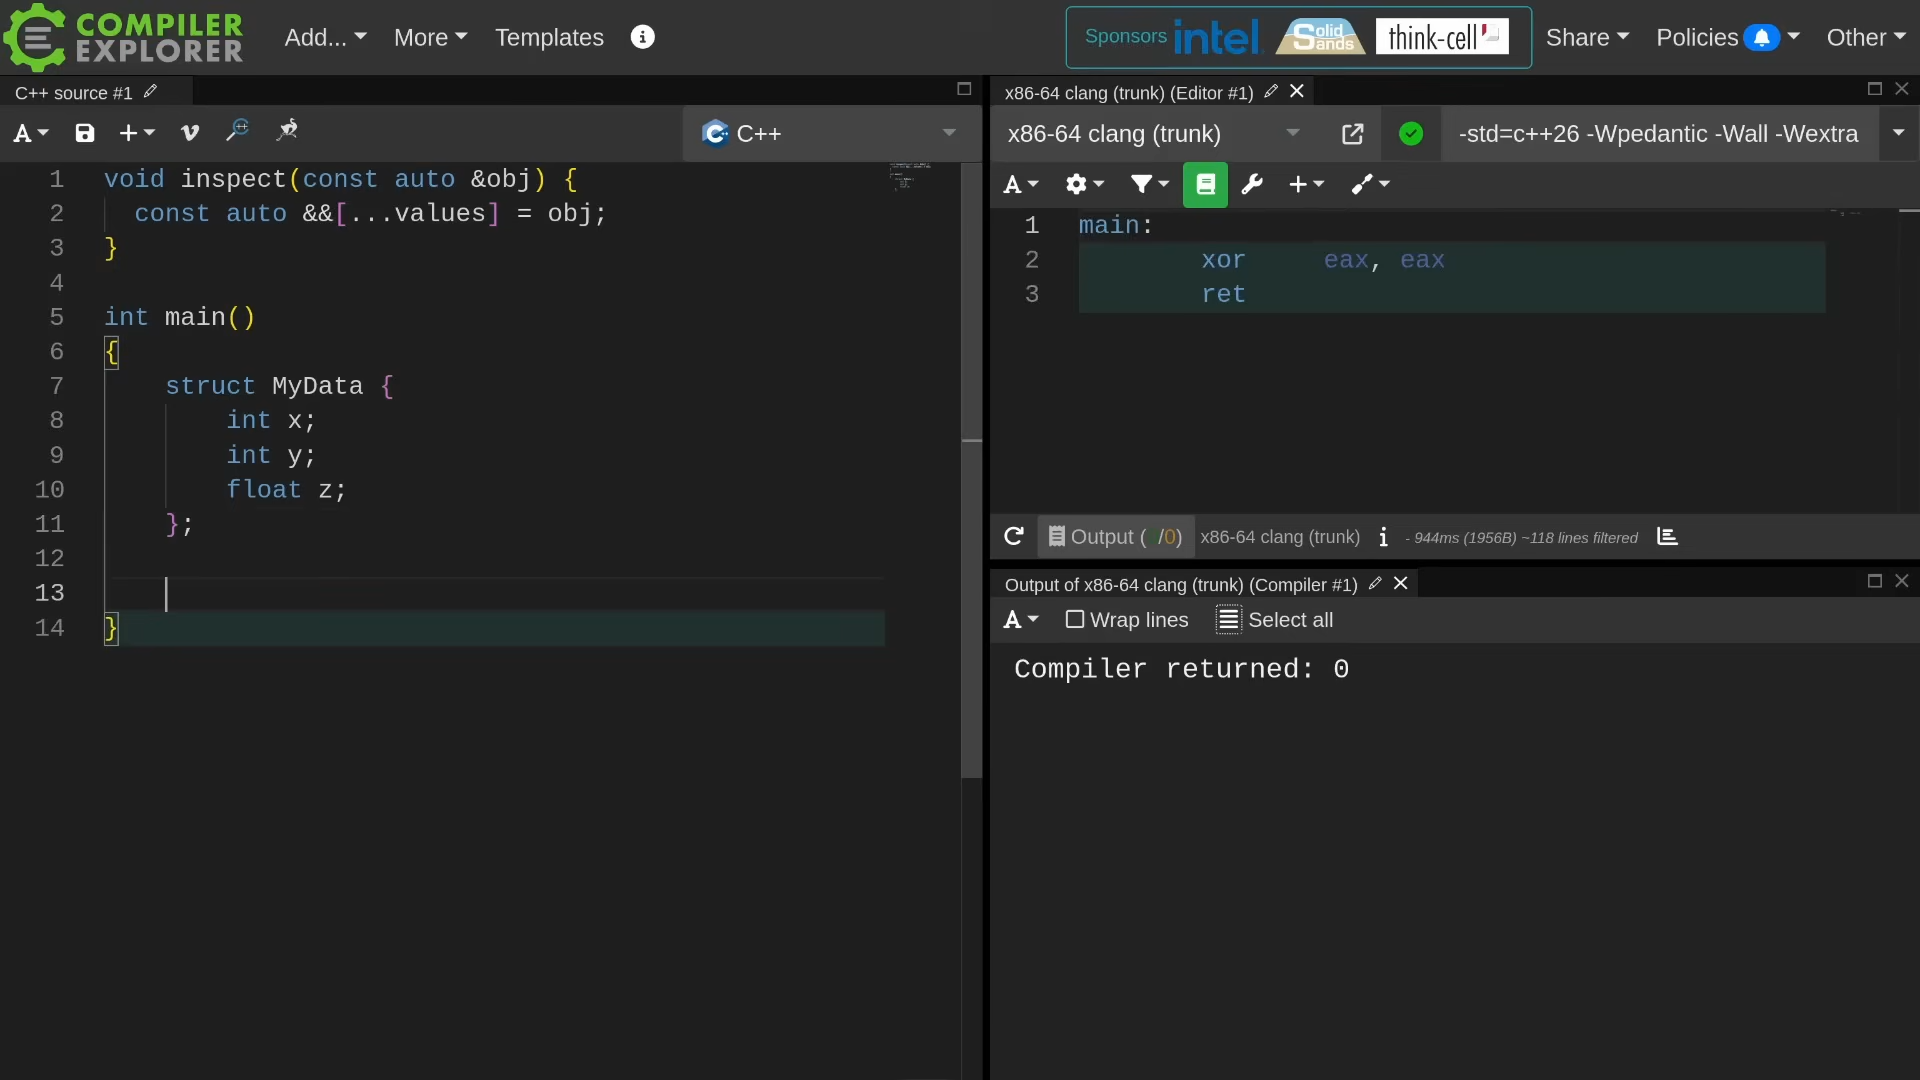 COMPILER EXPLORER
Add... More Templates
Sponsors intel Solid Sands think-cell
Share Policies Other
C++ source #1
A C++
1 void inspect(const auto &obj) {
2 const auto &&[...values] = obj;
3 }
4
5 int main()
6 {
7 struct MyData {
8 int x;
9 int y;
10 float z;
11 };
12
13
14 }
x86-64 clang (trunk) (Editor #1)
x86-64 clang (trunk) -std=c++26 -Wpedantic -Wall -Wextra
A
1 main:
2 xor eax, eax
3 ret
Output ( /0) x86-64 clang (trunk) - 944ms (1956B) ~118 lines filtered
Output of x86-64 clang (trunk) (Compiler #1)
A Wrap lines Select all
Compiler returned: 0